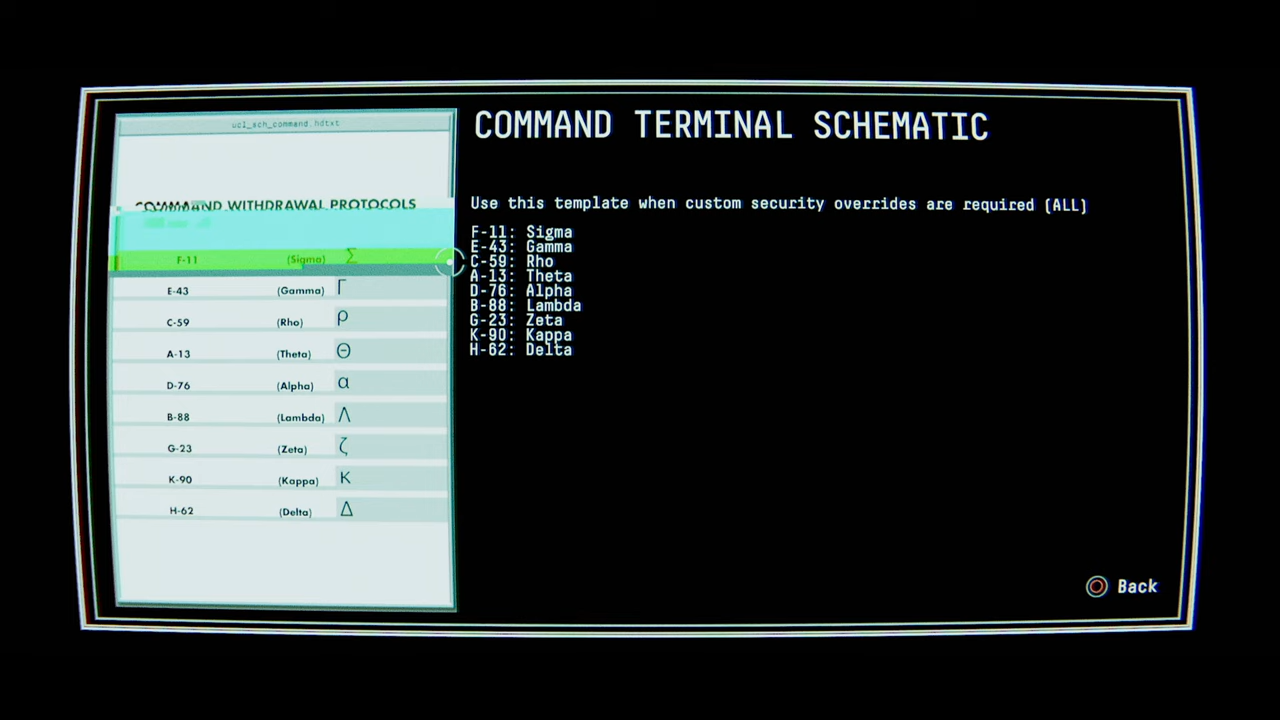 ucl_sch_command.hdtxt
COMMAND WITHDRAWAL PROTOCOLS
F-11 (Sigma) Σ
E-43 (Gamma) Γ
C-59 (Rho) ρ
A-13 (Theta) Θ
D-76 (Alpha) α
B-88 (Lambda) Λ
G-23 (Zeta) ζ
K-90 (Kappa) K
H-62 (Delta) Δ
COMMAND TERMINAL SCHEMATIC
Use this template when custom security overrides are required (ALL)
F-11: Sigma
E-43: Gamma
C-59: Rho
A-13: Theta
D-76: Alpha
B-88: Lambda
G-23: Zeta
K-90: Kappa
H-62: Delta
Back